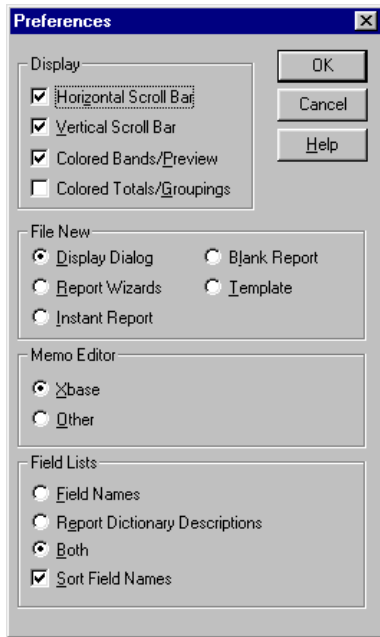 Preferences
Display
Horizontal Scroll Bar
Vertical Scroll Bar
Colored Bands/Preview
Colored Totals/Groupings
OK
Cancel
Help
File New
Display Dialog
Blank Report
Report Wizards
Template
Instant Report
Memo Editor
Xbase
Other
Field Lists
Field Names
Report Dictionary Descriptions
Both
Sort Field Names